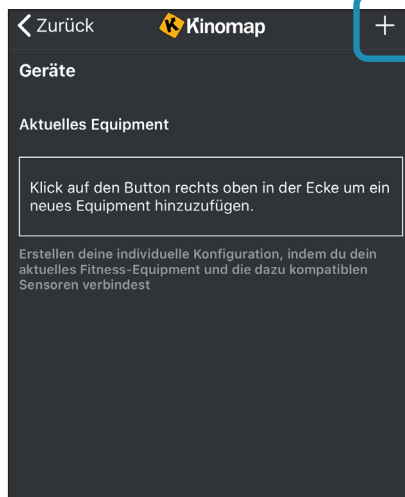 Zurück Kinomap +
Geräte
Aktuelles Equipment
Klick auf den Button rechts oben in der Ecke um ein
neues Equipment hinzuzufügen.
Erstellen deine individuelle Konfiguration, indem du dein
aktuelles Fitness-Equipment und die dazu kompatiblen
Sensoren verbindest